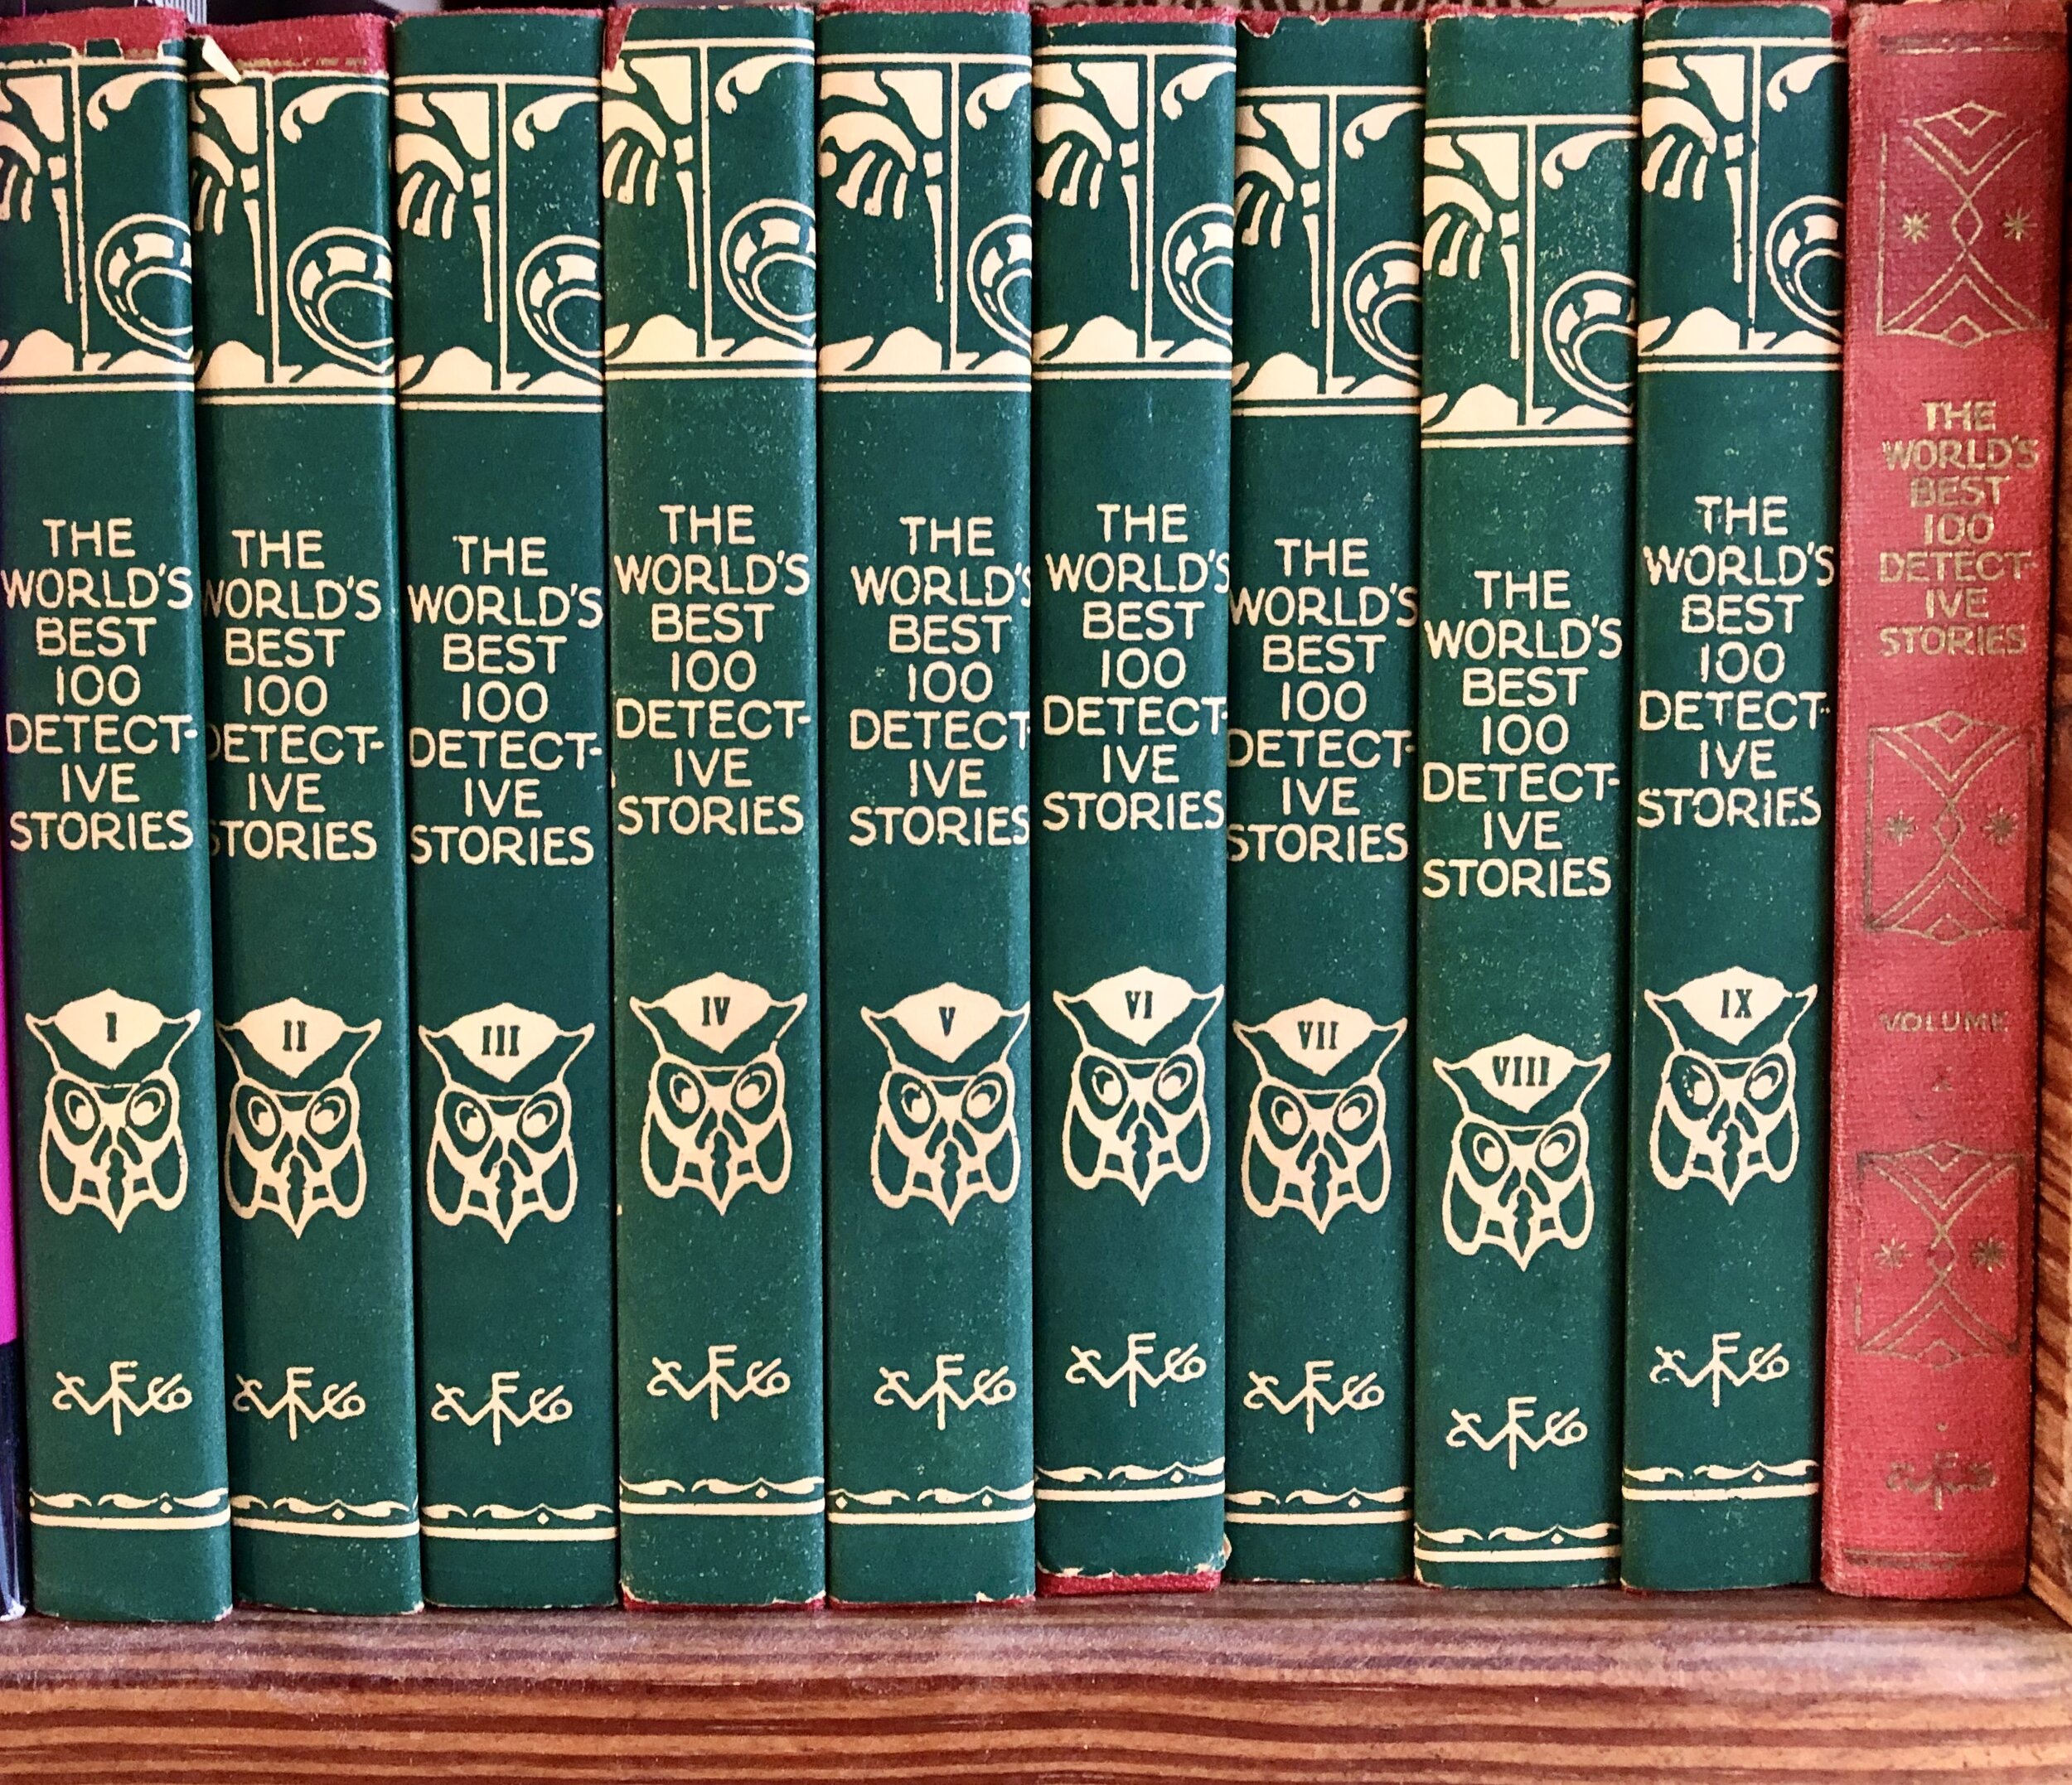 THE
WORLD'S
BEST
100
DETECT-
IVE
STORIES
I
THE
WORLD'S
BEST
100
DETECT-
IVE
STORIES
II
THE
WORLD'S
BEST
100
DETECT-
IVE
STORIES
III
THE
WORLD'S
BEST
100
DETECT-
IVE
STORIES
IV
THE
WORLD'S
BEST
100
DETECT
IVE
STORIES
V
THE
WORLD'S
BEST
100
DETECT-
IVE
STORIES
VI
THE
WORLD'S
BEST
100
DETECT-
IVE
STORIES
VII
THE
WORLD'S
BEST
100
DETECT-
IVE
STORIES
VIII
THE
WORLD'S
BEST
100
DETECT-
IVE
STORIES
IX
THE
WORLD'S
BEST
100
DETECT-
IVE
STORIES
VOLUME